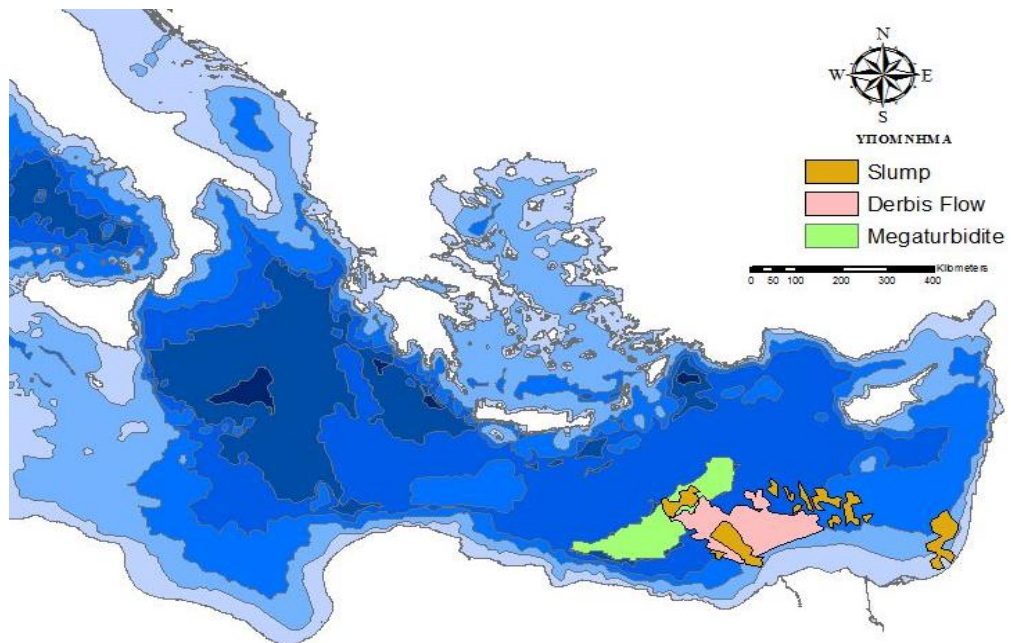 N
W E
S
ΥΠΟΜΝΗΜΑ
Slump
Derbis Flow
Megaturbidite
Kilometers
0 50 100 200 300 400